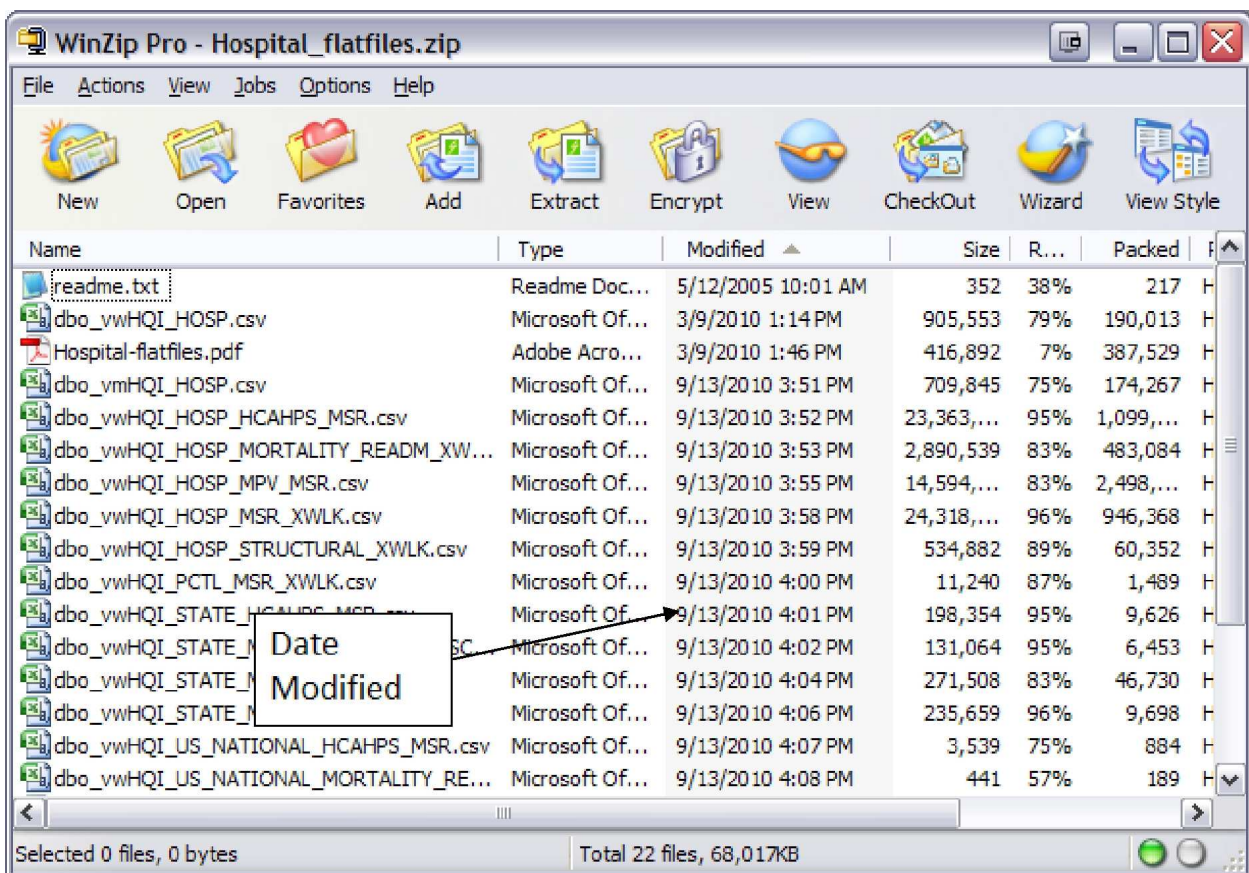 WinZip Pro - Hospital_flatfiles.zip
File Actions View Jobs Options Help
New Open Favorites Add Extract Encrypt View CheckOut Wizard View Style
Name Type Modified Size R... Packed
readme.txt Readme Doc... 5/12/2005 10:01 AM 352 38% 217 H
dbo_vwHQI_HOSP.csv Microsoft Of... 3/9/2010 1:14 PM 905,553 79% 190,013 H
Hospital-flatfiles.pdf Adobe Acro... 3/9/2010 1:46 PM 416,892 7% 387,529 H
dbo_vmHQI_HOSP.csv Microsoft Of... 9/13/2010 3:51 PM 709,845 75% 174,267 H
dbo_vwHQI_HOSP_HCAHPS_MSR.csv Microsoft Of... 9/13/2010 3:52 PM 23,363,... 95% 1,099,... H
dbo_vwHQI_HOSP_MORTALITY_READM_XW... Microsoft Of... 9/13/2010 3:53 PM 2,890,539 83% 483,084 H
dbo_vwHQI_HOSP_MPV_MSR.csv Microsoft Of... 9/13/2010 3:55 PM 14,594,... 83% 2,498,... H
dbo_vwHQI_HOSP_MSR_XWLK.csv Microsoft Of... 9/13/2010 3:58 PM 24,318,... 96% 946,368 H
dbo_vwHQI_HOSP_STRUCTURAL_XWLK.csv Microsoft Of... 9/13/2010 3:59 PM 534,882 89% 60,352 H
dbo_vwHQI_PCTL_MSR_XWLK.csv Microsoft Of... 9/13/2010 4:00 PM 11,240 87% 1,489 H
dbo_vwHQI_STATE_HCAHPS_MSR.csv Microsoft Of... 9/13/2010 4:01 PM 198,354 95% 9,626 H
dbo_vwHQI_STATE_ SC... Microsoft Of... 9/13/2010 4:02 PM 131,064 95% 6,453 H
dbo_vwHQI_STATE_ Microsoft Of... 9/13/2010 4:04 PM 271,508 83% 46,730 H
dbo_vwHQI_STATE_ Microsoft Of... 9/13/2010 4:06 PM 235,659 96% 9,698 H
Date
Modified
dbo_vwHQI_US_NATIONAL_HCAHPS_MSR.csv Microsoft Of... 9/13/2010 4:07 PM 3,539 75% 884 H
dbo_vwHQI_US_NATIONAL_MORTALITY_RE... Microsoft Of... 9/13/2010 4:08 PM 441 57% 189 H
Selected 0 files, 0 bytes Total 22 files, 68,017KB